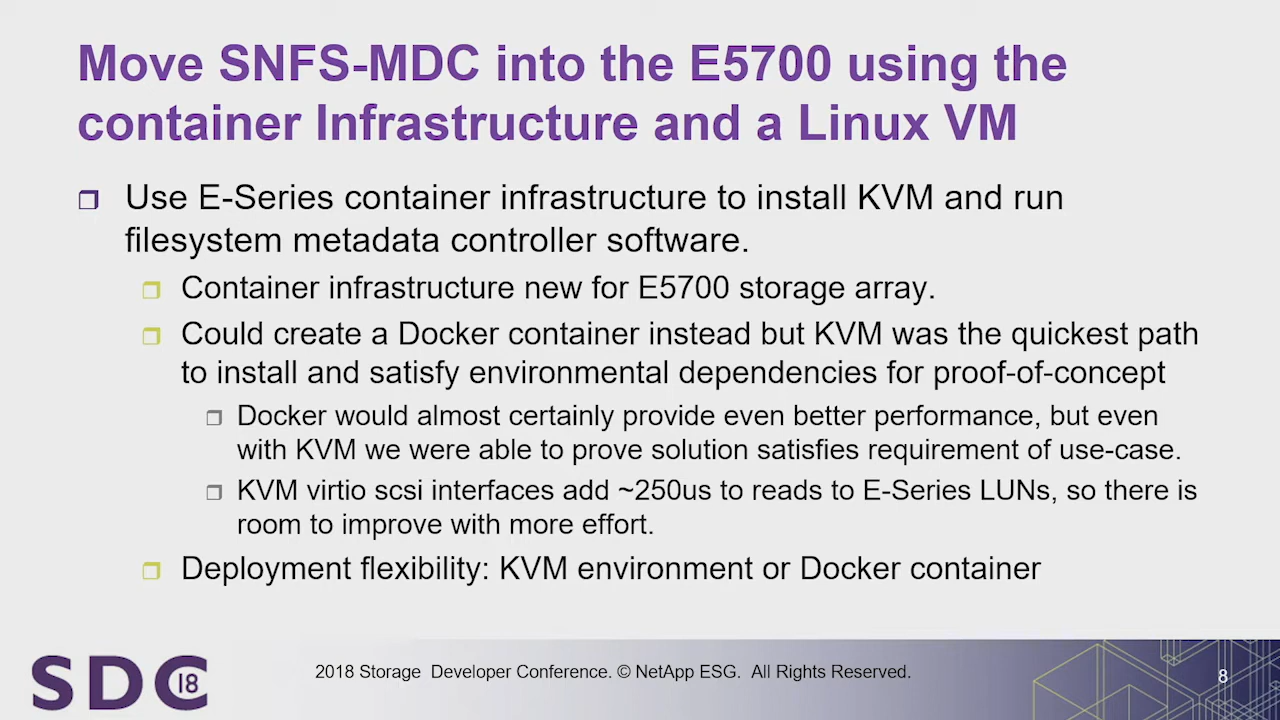 Move SNFS-MDC into the E5700 using the
container Infrastructure and a Linux VM
Use E-Series container infrastructure to install KVM and run
filesystem metadata controller software.
Container infrastructure new for E5700 storage array.
Could create a Docker container instead but KVM was the quickest path
to install and satisfy environmental dependencies for proof-of-concept
Docker would almost certainly provide even better performance, but even
with KVM we were able to prove solution satisfies requirement of use-case.
KVM virtio scsi interfaces add ~250us to reads to E-Series LUNs, so there is
room to improve with more effort.
Deployment flexibility: KVM environment or Docker container
SDC 18
2018 Storage  Developer Conference. © NetApp ESG.  All Rights Reserved.
8